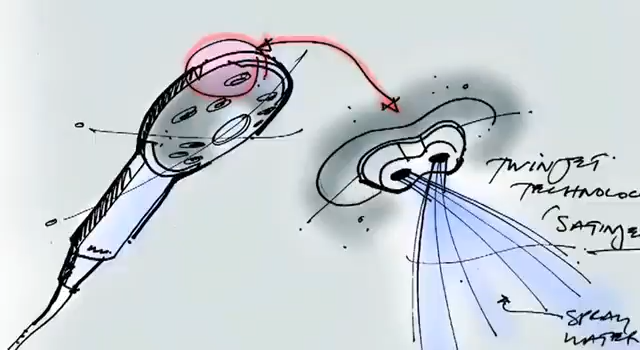 TWINJET
TECHNOLOG
(SATINJE
SPRAY
WATER